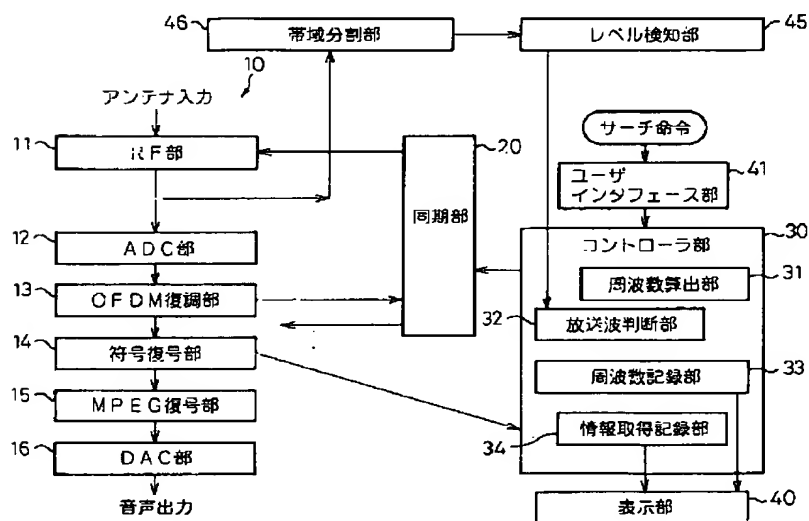 46
帯域分割部
レベル検知部
45
10
アンテナ入力
11
RF部
20
同期部
サーチ命令
ユーザ
インタフェース部
41
12
ADC部
13
OFDM復調部
14
符号復号部
15
MPEG復号部
16
DAC部
音声出力
30
コントローラ部
31
周波数算出部
32
放送波判断部
33
周波数記録部
34
情報取得記録部
表示部
40